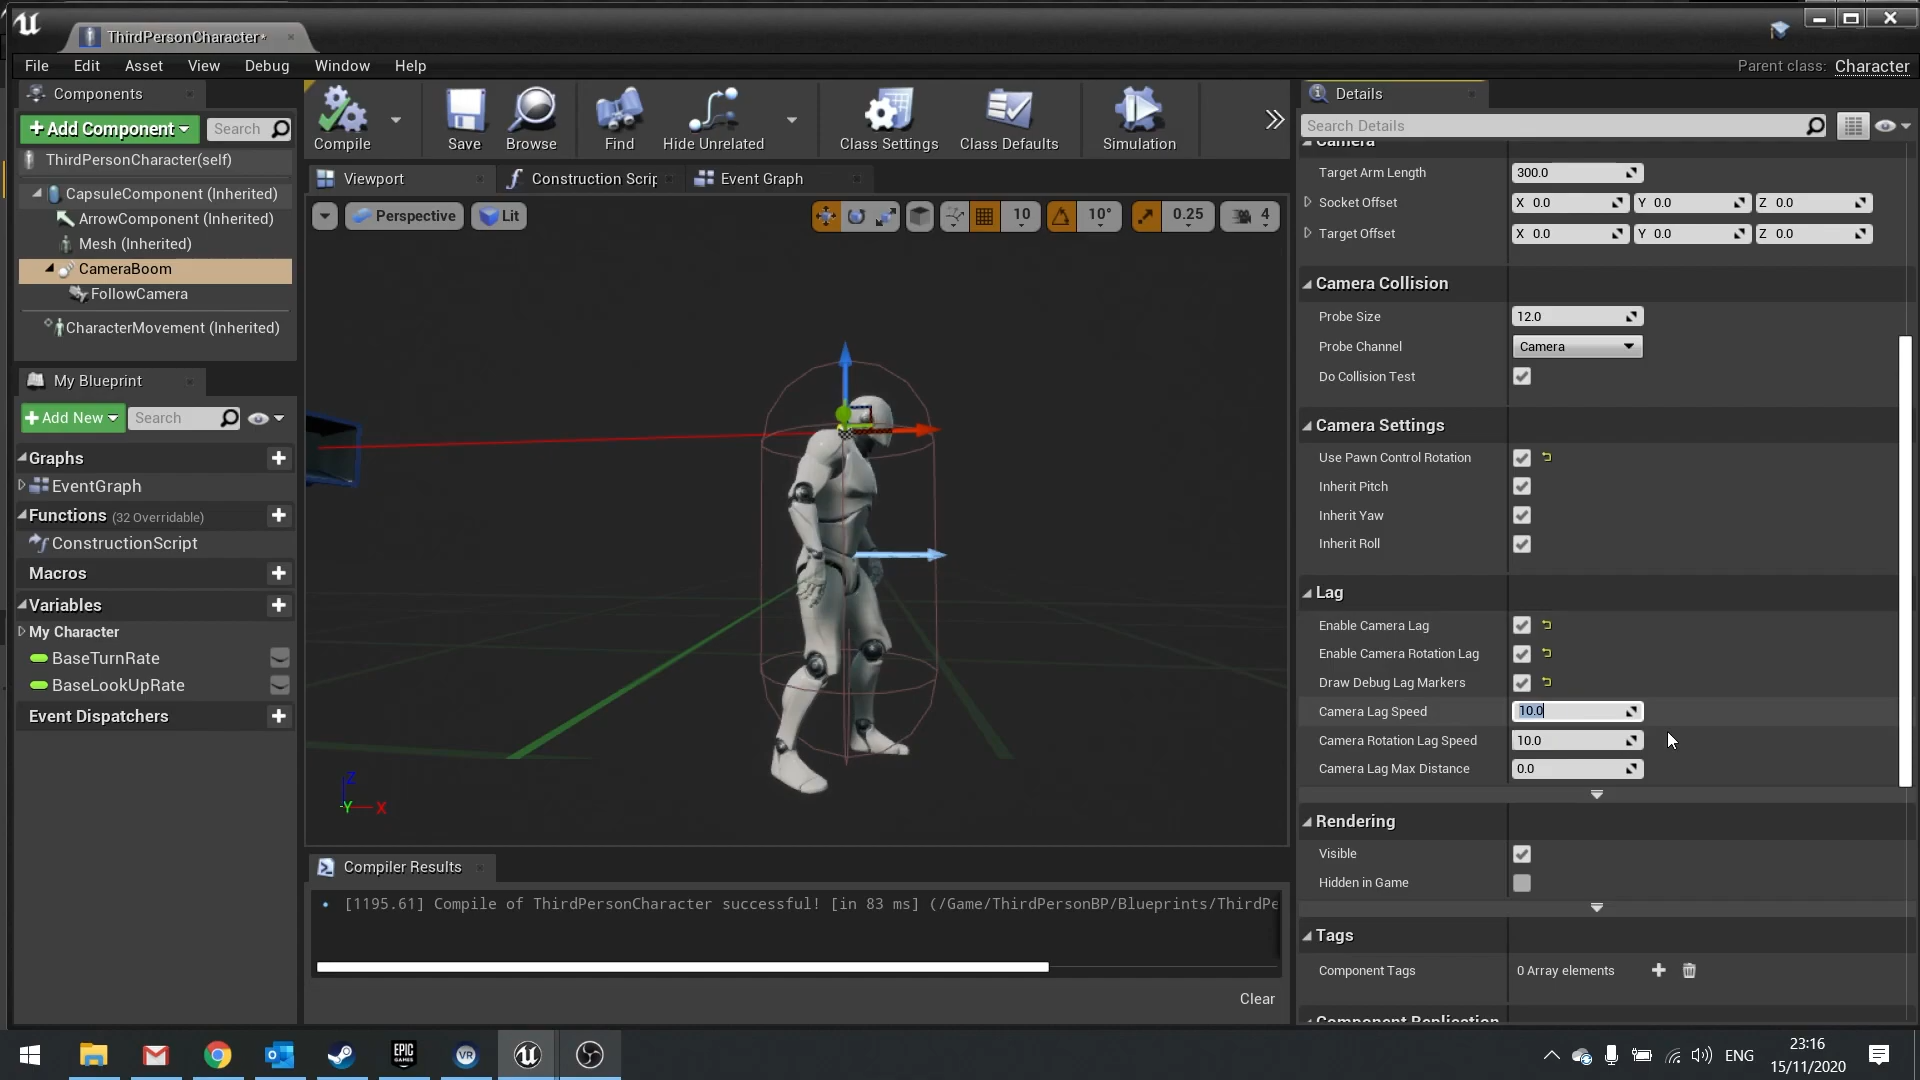 ThirdPersonCharacter*
File Edit Asset View Debug Window Help
Parent class: Character
Components
+Add Component
Search
ThirdPersonCharacter(self)
CapsuleComponent (Inherited)
ArrowComponent (Inherited)
Mesh (Inherited)
CameraBoom
FollowCamera
CharacterMovement (Inherited)
My Blueprint
+Add New
Search
Graphs
EventGraph
Functions (32 Overridable)
ConstructionScript
Macros
Variables
My Character
BaseTurnRate
BaseLookUpRate
Event Dispatchers
Compile
Save
Browse
Find
Hide Unrelated
Class Settings
Class Defaults
Simulation
Viewport
Construction Scrip
Event Graph
Perspective
Lit
10
10°
0.25
4
Z
Y
X
Compiler Results
[1195.61] Compile of ThirdPersonCharacter successful! [in 83 ms] (/Game/ThirdPersonBP/Blueprints/ThirdPe
Clear
Details
Search Details
Camera
Target Arm Length 300.0
Socket Offset X 0.0 Y 0.0 Z 0.0
Target Offset X 0.0 Y 0.0 Z 0.0
Camera Collision
Probe Size 12.0
Probe Channel Camera
Do Collision Test
Camera Settings
Use Pawn Control Rotation
Inherit Pitch
Inherit Yaw
Inherit Roll
Lag
Enable Camera Lag
Enable Camera Rotation Lag
Draw Debug Lag Markers
Camera Lag Speed 10.0
Camera Rotation Lag Speed 10.0
Camera Lag Max Distance 0.0
Rendering
Visible
Hidden in Game
Tags
Component Tags 0 Array elements
Component Replication
EPIC
GAMES
VR
ENG
23:16
15/11/2020